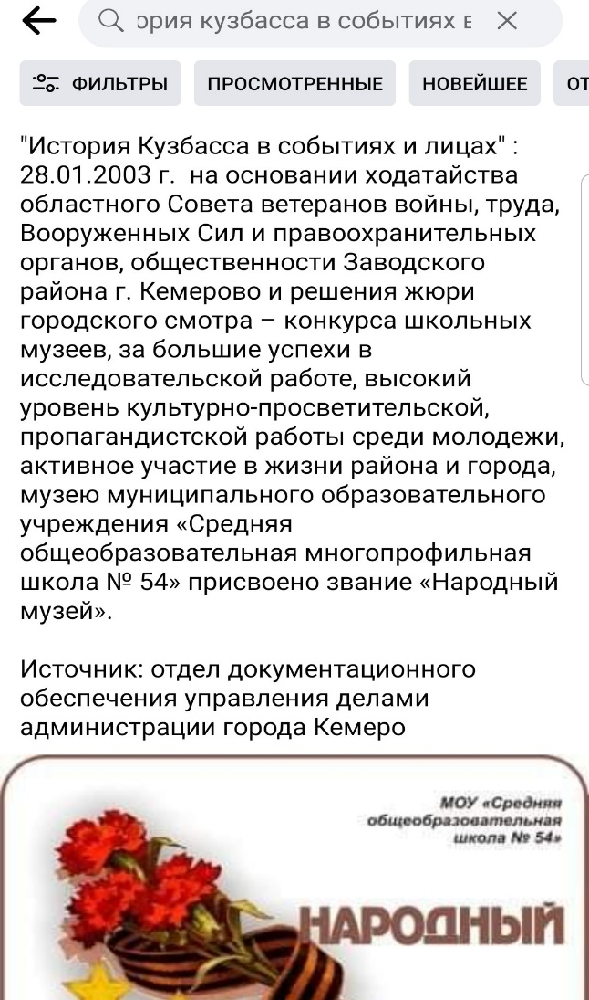 ория кузбасса в событиях в
ФИЛЬТРЫ ПРОСМОТРЕННЫЕ НОВЕЙШЕЕ
"История Кузбасса в событиях и лицах" :
28.01.2003 г. на основании ходатайства
областного Совета ветеранов войны, труда,
Вооруженных Сил и правоохранительных
органов, общественности Заводского
района г. Кемерово и решения жюри
городского смотра – конкурса школьных
музеев, за большие успехи в
исследовательской работе, высокий
уровень культурно-просветительской,
пропагандистской работы среди молодежи,
активное участие в жизни района и города,
музею муниципального образовательного
учреждения «Средняя
общеобразовательная многопрофильная
школа № 54» присвоено звание «Народный
музей».
Источник: отдел документационного
обеспечения управления делами
администрации города Кемеро
МОУ «Средняя
общеобразовательная
школа № 54»
НАРОДНЫЙ